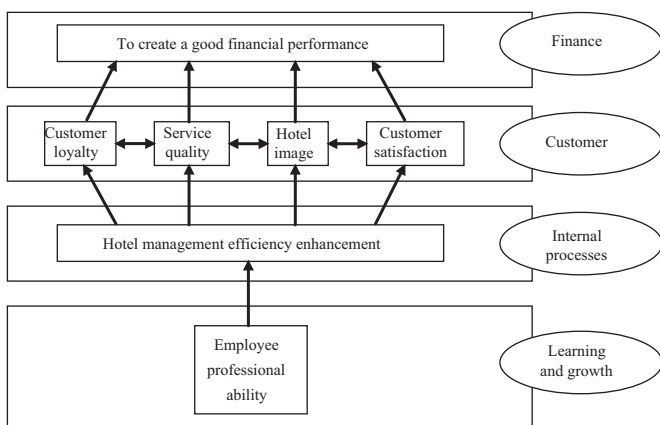 To create a good financial performance
Finance
Customer
loyalty
Service
quality
Hotel
image
Customer
satisfaction
Customer
Hotel management efficiency enhancement
Internal
processes
Employee
professional
ability
Learning
and growth